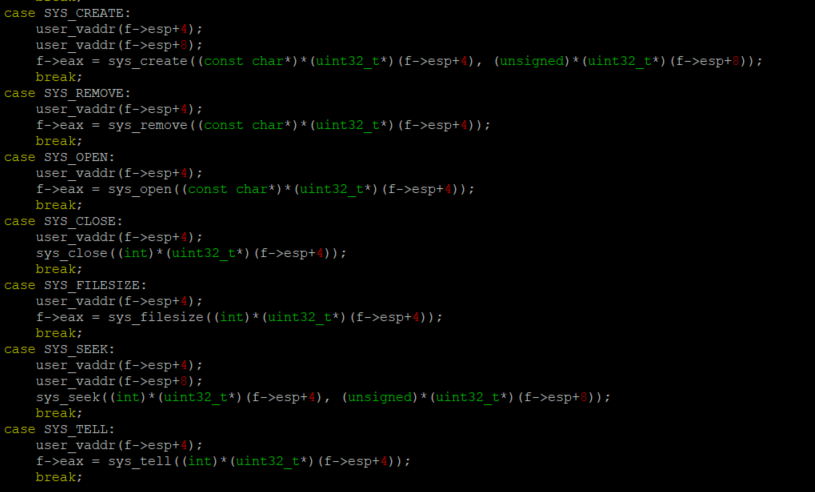 break;
case SYS_CREATE:
    user_vaddr(f->esp+4);
    user_vaddr(f->esp+8);
    f->eax = sys_create((const char*)*(uint32_t*)(f->esp+4), (unsigned)*(uint32_t*)(f->esp+8));
    break;
case SYS_REMOVE:
    user_vaddr(f->esp+4);
    f->eax = sys_remove((const char*)*(uint32_t*)(f->esp+4));
    break;
case SYS_OPEN:
    user_vaddr(f->esp+4);
    f->eax = sys_open((const char*)*(uint32_t*)(f->esp+4));
    break;
case SYS_CLOSE:
    user_vaddr(f->esp+4);
    sys_close((int)*(uint32_t*)(f->esp+4));
    break;
case SYS_FILESIZE:
    user_vaddr(f->esp+4);
    f->eax = sys_filesize((int)*(uint32_t*)(f->esp+4));
    break;
case SYS_SEEK:
    user_vaddr(f->esp+4);
    user_vaddr(f->esp+8);
    sys_seek((int)*(uint32_t*)(f->esp+4), (unsigned)*(uint32_t*)(f->esp+8));
    break;
case SYS_TELL:
    user_vaddr(f->esp+4);
    f->eax = sys_tell((int)*(uint32_t*)(f->esp+4));
    break;